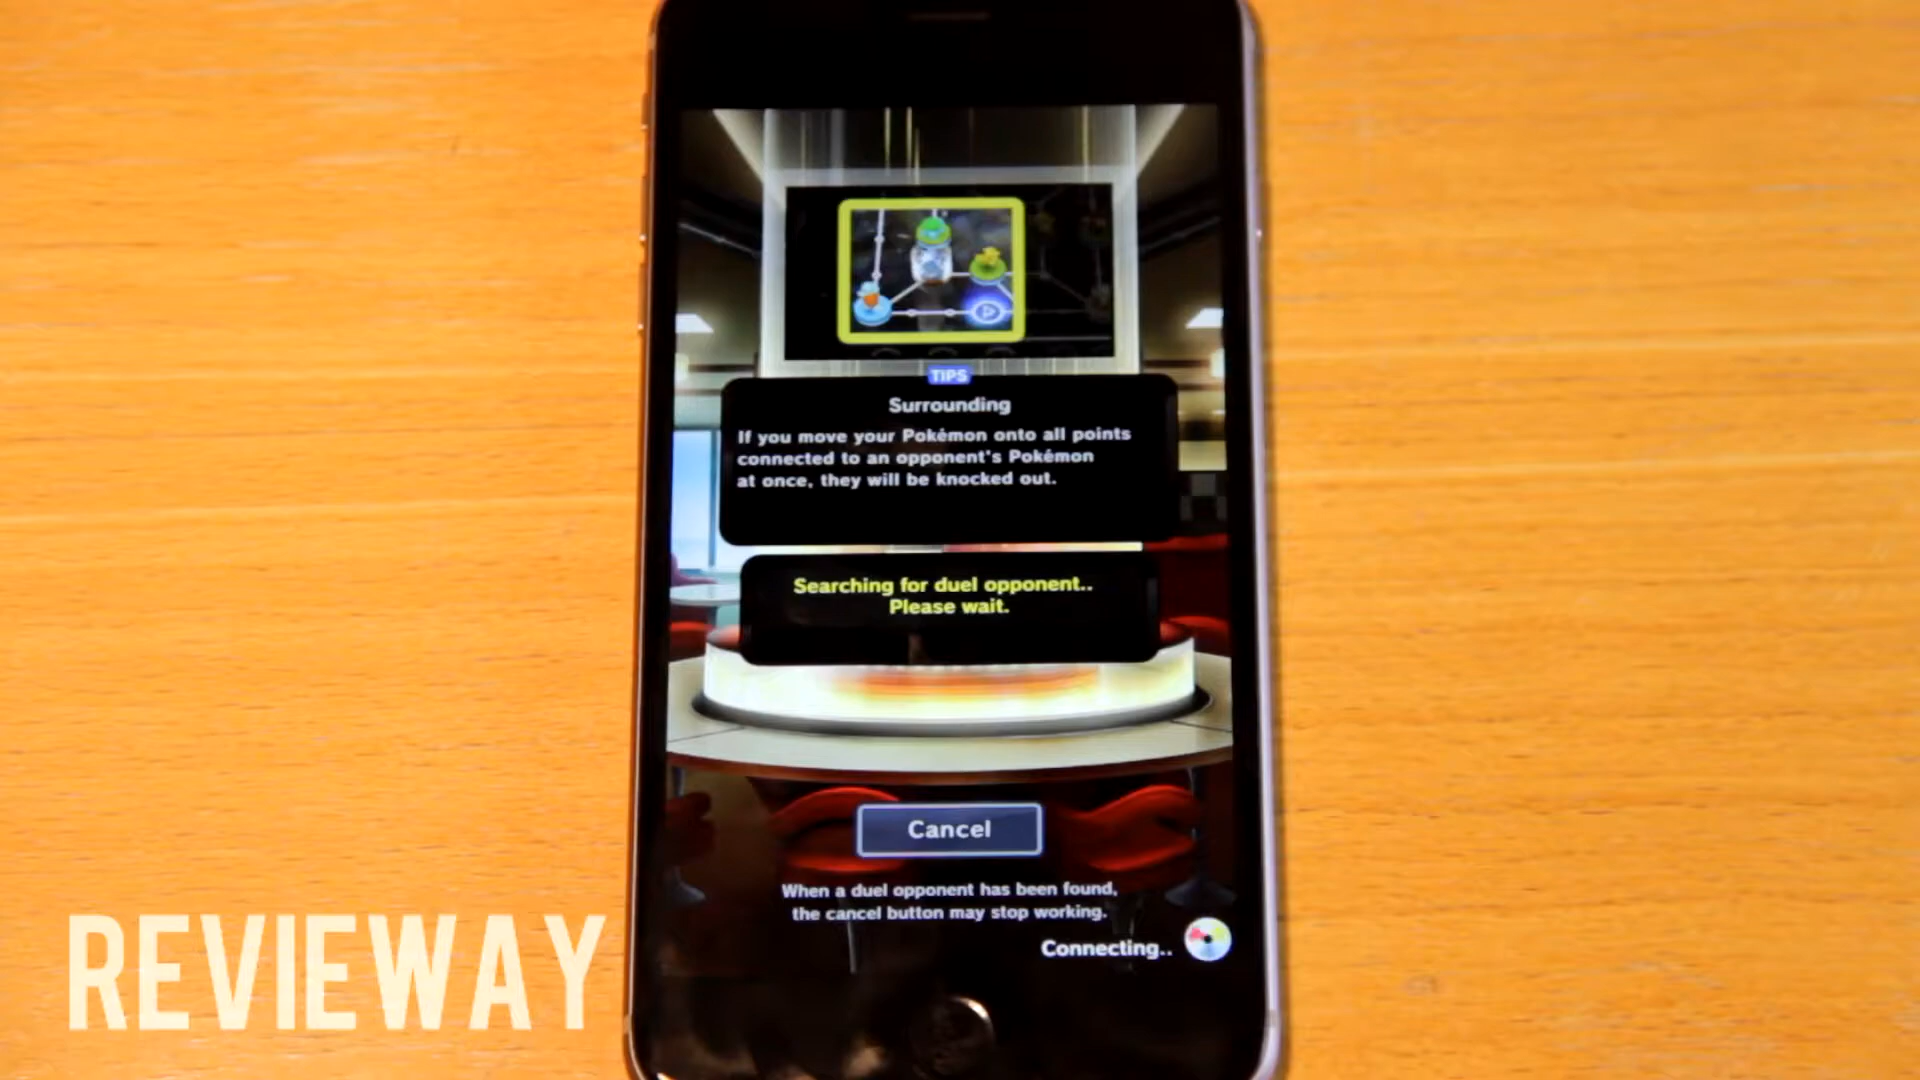 TIPS
Surrounding
If you move your Pokémon onto all points
connected to an opponent's Pokémon
at once, they will be knocked out.
Searching for duel opponent..
Please wait.
Cancel
When a duel opponent has been found,
the cancel button may stop working.
Connecting..
REVIEWAY